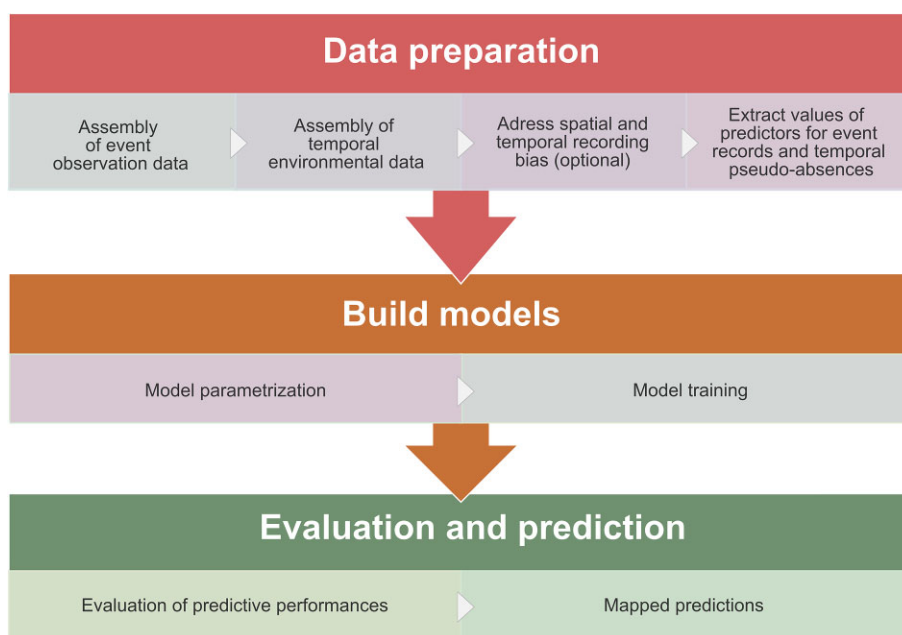 Data preparation
Assembly
of event
observation data
Assembly of
temporal
environmental data
Adress spatial and
temporal recording
bias (optional)
Extract values of
predictors for event
records and temporal
pseudo-absences
Build models
Model parametrization
Model training
Evaluation and prediction
Evaluation of predictive performances
Mapped predictions